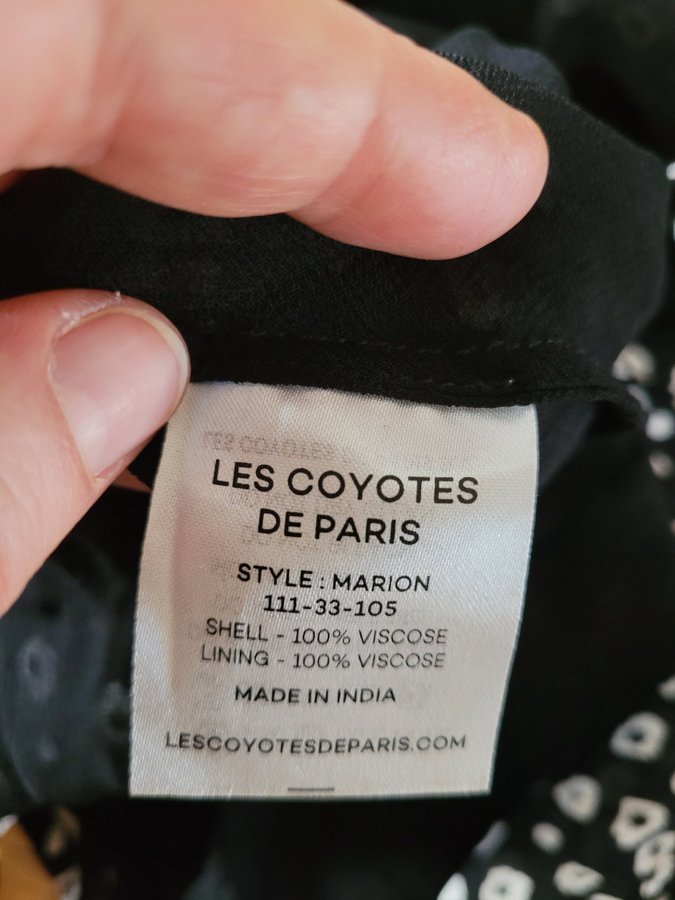 LES COYOTES
DE PARIS
STYLE : MARION
111-33-105
SHELL - 100% VISCOSE
LINING - 100% VISCOSE
MADE IN INDIA
LESCOYOTESDEPARIS.COM